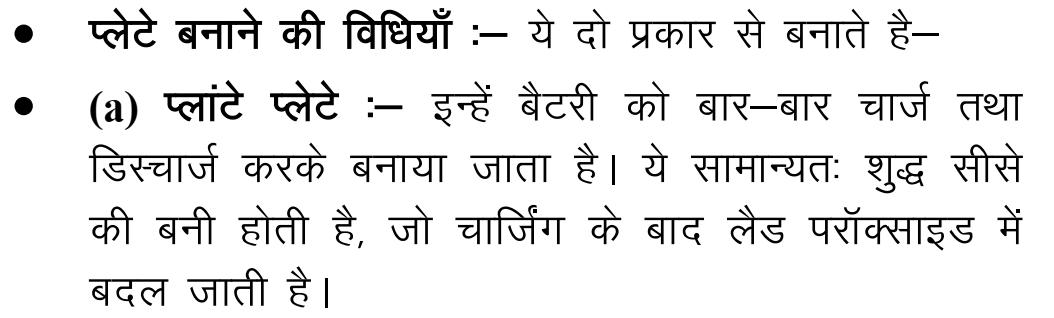 • प्लेटे बनाने की विधियाँ :– ये दो प्रकार से बनाते है–
• (a) प्लांटे प्लेटे :– इन्हें बैटरी को बार–बार चार्ज तथा
डिस्चार्ज करके बनाया जाता है। ये सामान्यतः शुद्ध सीसे
की बनी होती है, जो चार्जिंग के बाद लैड परॉक्साइड में
बदल जाती है।